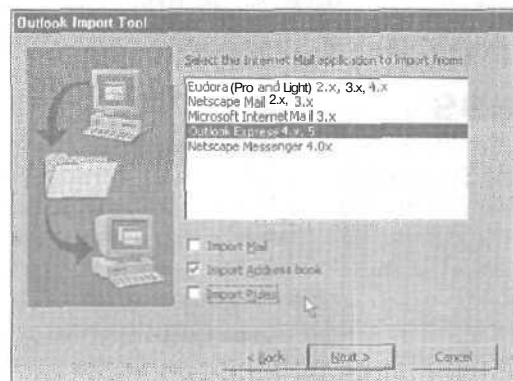 Outlook Import Tool
Select the Internet Mail application to import from:
Eudora (Pro and Light) 2.x, 3.x, 4.x
Netscape Mail 2.x, 3.x
Microsoft Internet Mail 3.x
Outlook Express 4.x, 5
Netscape Messenger 4.0x
Import Mail
Import Address book
Import Rules
< Back
Next >
Cancel